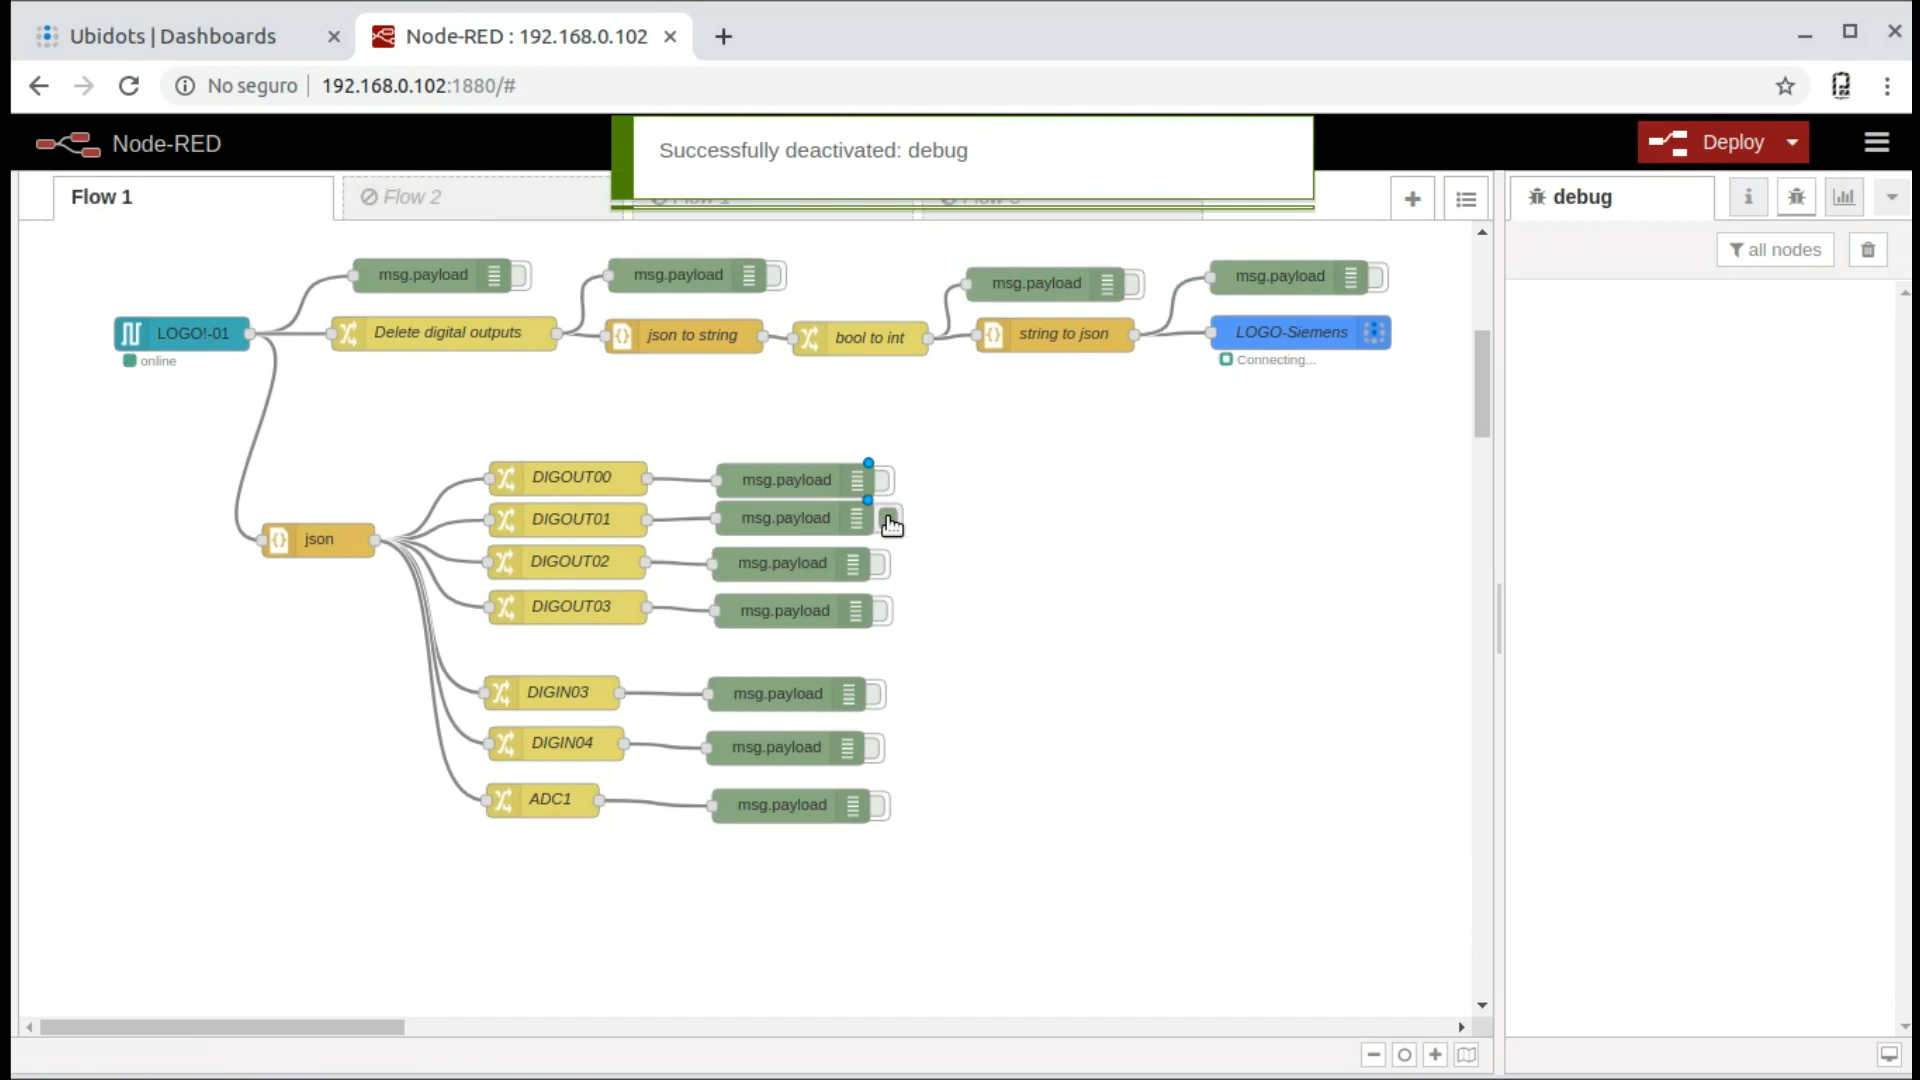 Ubidots | Dashboards
Node-RED : 192.168.0.102
No seguro
192.168.0.102:1880/#
Node-RED
Successfully deactivated: debug
Deploy
Flow 1
Flow 2
debug
all nodes
msg.payload
msg.payload
msg.payload
msg.payload
LOGO!-01
Delete digital outputs
json to string
bool to int
string to json
LOGO-Siemens
online
Connecting...
DIGOUT00
msg.payload
DIGOUT01
msg.payload
json
DIGOUT02
msg.payload
DIGOUT03
msg.payload
DIGIN03
msg.payload
DIGIN04
msg.payload
ADC1
msg.payload